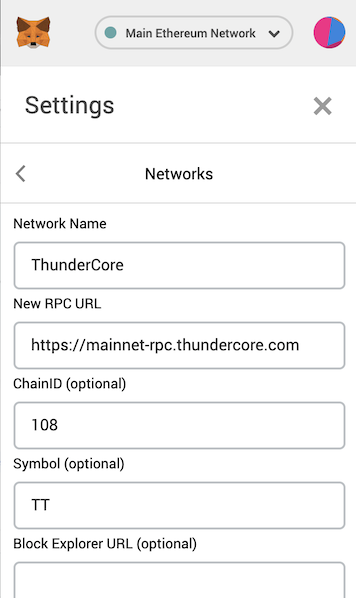 Main Ethereum Network
Settings
Networks
Network Name
ThunderCore
New RPC URL
https://mainnet-rpc.thundercore.com
ChainID (optional)
108
Symbol (optional)
TT
Block Explorer URL (optional)